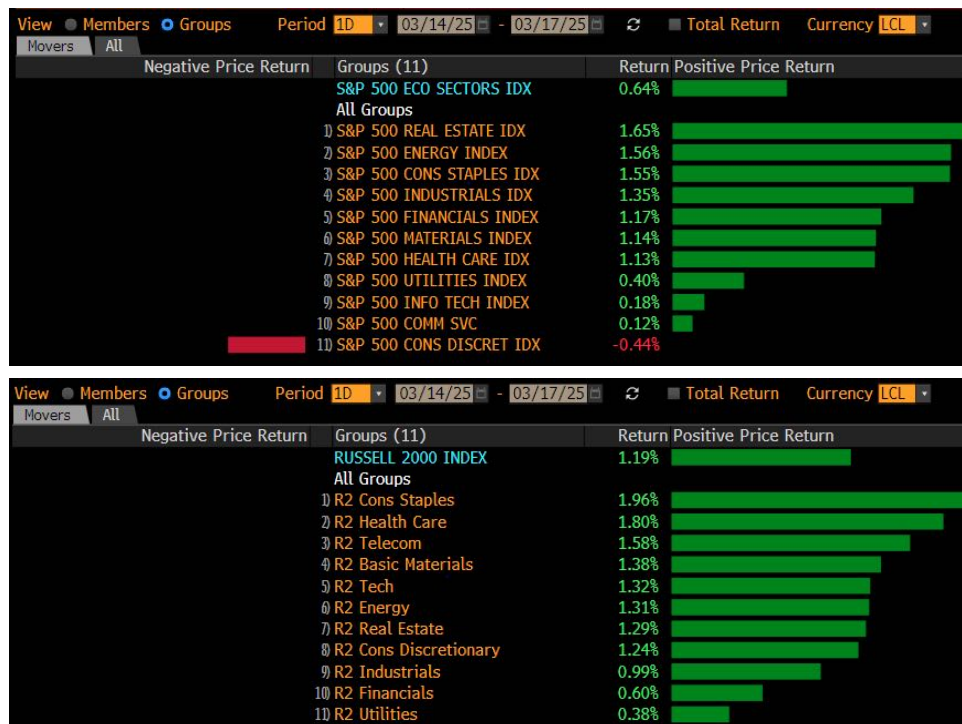 View Members Groups Period 1D 03/14/25 - 03/17/25 Total Return Currency LCL
Movers All
Negative Price Return Groups (11) Return Positive Price Return
S&P 500 ECO SECTORS IDX 0.64%
All Groups
1) S&P 500 REAL ESTATE IDX 1.65%
2) S&P 500 ENERGY INDEX 1.56%
3) S&P 500 CONS STAPLES IDX 1.55%
4) S&P 500 INDUSTRIALS IDX 1.35%
5) S&P 500 FINANCIALS INDEX 1.17%
6) S&P 500 MATERIALS INDEX 1.14%
7) S&P 500 HEALTH CARE IDX 1.13%
8) S&P 500 UTILITIES INDEX 0.40%
9) S&P 500 INFO TECH INDEX 0.18%
10) S&P 500 COMM SVC 0.12%
11) S&P 500 CONS DISCRET IDX -0.44%
View Members Groups Period 1D 03/14/25 - 03/17/25 Total Return Currency LCL
Movers All
Negative Price Return Groups (11) Return Positive Price Return
RUSSELL 2000 INDEX 1.19%
All Groups
1) R2 Cons Staples 1.96%
2) R2 Health Care 1.80%
3) R2 Telecom 1.58%
4) R2 Basic Materials 1.38%
5) R2 Tech 1.32%
6) R2 Energy 1.31%
7) R2 Real Estate 1.29%
8) R2 Cons Discretionary 1.24%
9) R2 Industrials 0.99%
10) R2 Financials 0.60%
11) R2 Utilities 0.38%